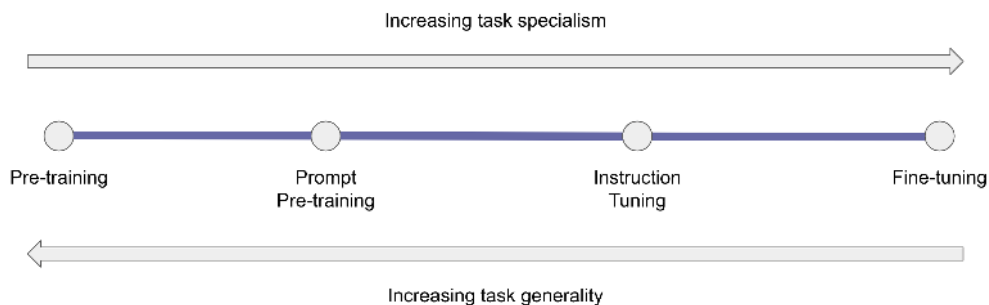 Increasing task specialism
Pre-training
Prompt
Pre-training
Instruction
Tuning
Fine-tuning
Increasing task generality